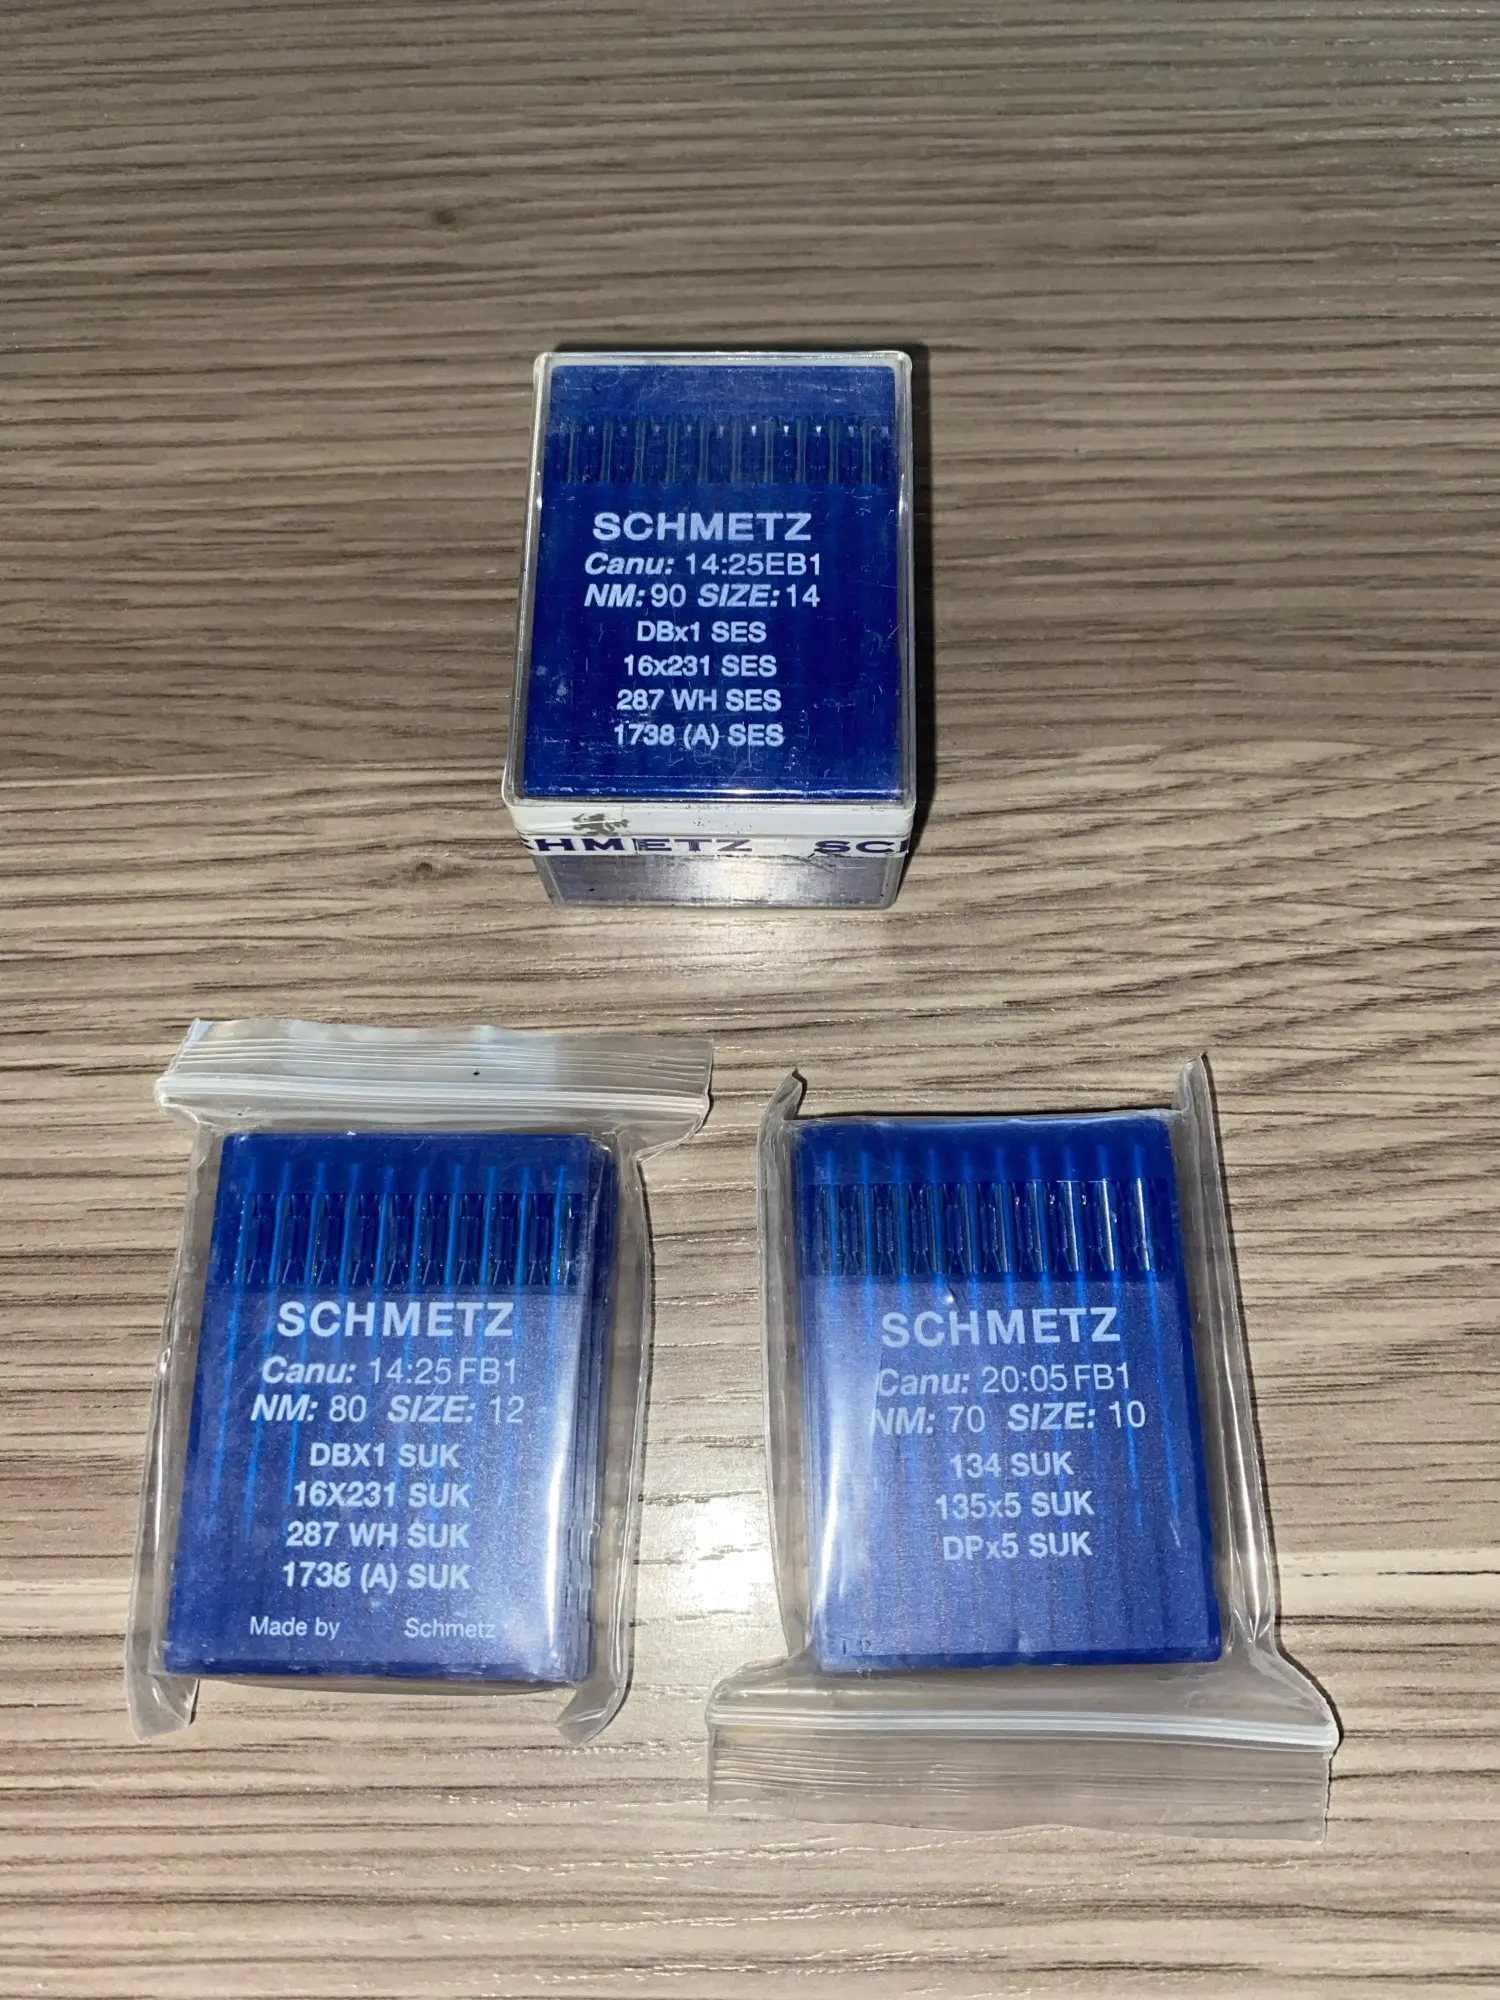 SCHMETZ
Canu: 14:25EB1
NM: 90 SIZE: 14
DBx1 SES
16x231 SES
287 WH SES
1738 (A) SES
CHMETZ SC
SCHMETZ
Canu: 14:25 FB1
NM: 80 SIZE: 12
DBX1 SUK
16X231 SUK
287 WH SUK
1738 (A) SUK
Made by Schmetz
SCHMETZ
Canu: 20:05 FB1
NM: 70 SIZE: 10
134 SUK
135x5 SUK
DPx5 SUK